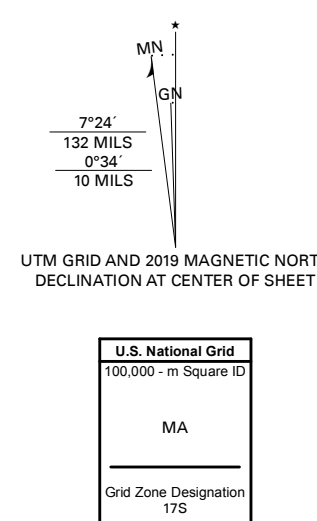 ★
MN
GN
7°24´
132 MILS
0°34´
10 MILS
UTM GRID AND 2019 MAGNETIC NORT
DECLINATION AT CENTER OF SHEET
U.S. National Grid
100,000 - m Square ID
MA
Grid Zone Designation
17S